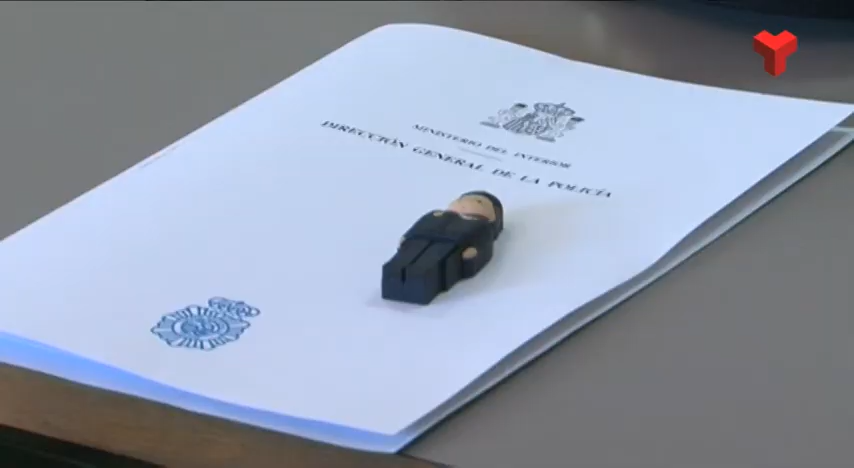 MINISTERIO DEL INTERIOR
DIRECCIÓN GENERAL DE LA POLICÍA